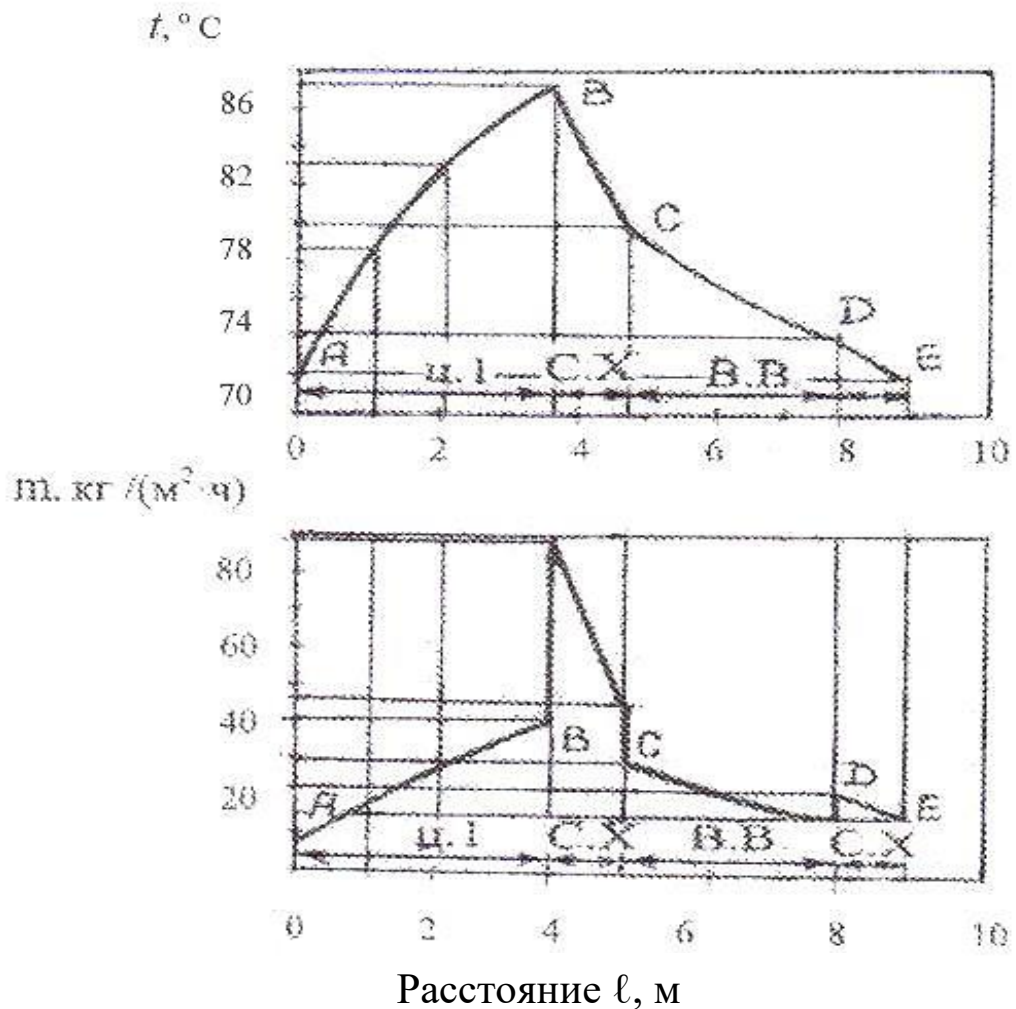 t, ° C
86
82
78
74
70
B
C
D
A
E
ц.1 С.Х В.В
0 2 4 6 8 10
m. кг /(м²·ч)
80
60
40
20
B
C
D
A
E
ц.1 С.Х В.В. С.Х
0 2 4 6 8 10
Расстояние ℓ, м